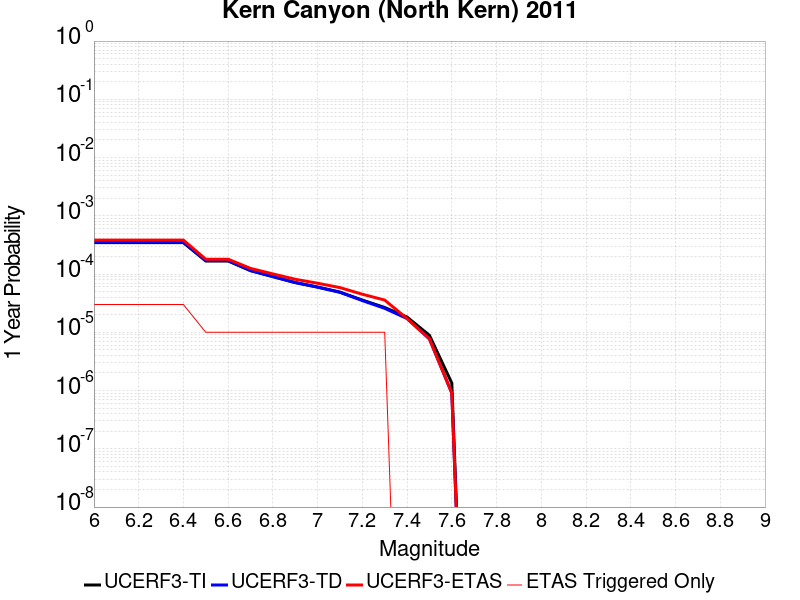 Kern Canyon (North Kern) 2011
10^0
10^-1
10^-2
10^-3
10^-4
10^-5
10^-6
10^-7
10^-8
1 Year Probability
6 6.2 6.4 6.6 6.8 7 7.2 7.4 7.6 7.8 8 8.2 8.4 8.6 8.8 9
Magnitude
UCERF3-TI UCERF3-TD UCERF3-ETAS ETAS Triggered Only